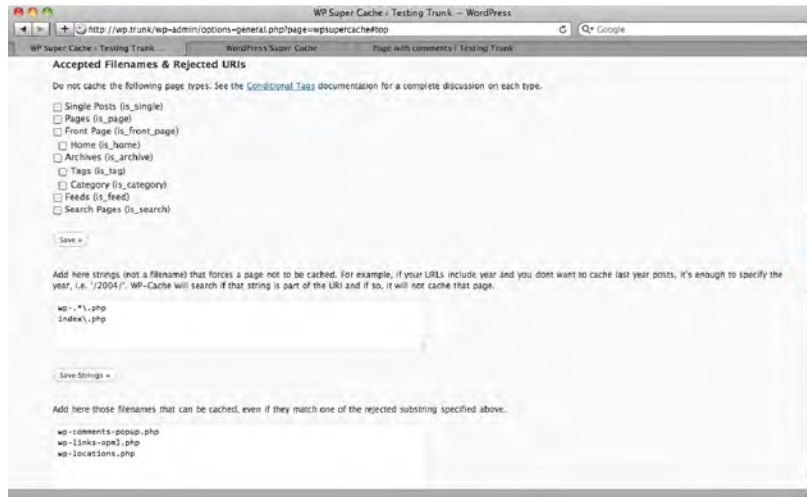 WP Super Cache ‹ Testing Trunk — WordPress
http://wp.trunk/wp-admin/options-general.php?page=wpsupercache#top
Google
WP Super Cache ‹ Testing Trunk ...
WordPress Super Cache
Page with comments | Testing Trunk
Accepted Filenames & Rejected URIs
Do not cache the following page types. See the Conditional Tags documentation for a complete discussion on each type.
Single Posts (is_single)
Pages (is_page)
Front Page (is_front_page)
Home (is_home)
Archives (is_archive)
Tags (is_tag)
Category (is_category)
Feeds (is_feed)
Search Pages (is_search)
Save »
Add here strings (not a filename) that forces a page not to be cached. For example, if your URLs include year and you dont want to cache last year posts, it's enough to specify the
year, i.e. '/2004/'. WP-Cache will search if that string is part of the URI and if so, it will not cache that page.
wp-.*\.php
index\.php
Save Strings »
Add here those filenames that can be cached, even if they match one of the rejected substring specified above.
wp-comments-popup.php
wp-links-opml.php
wp-locations.php